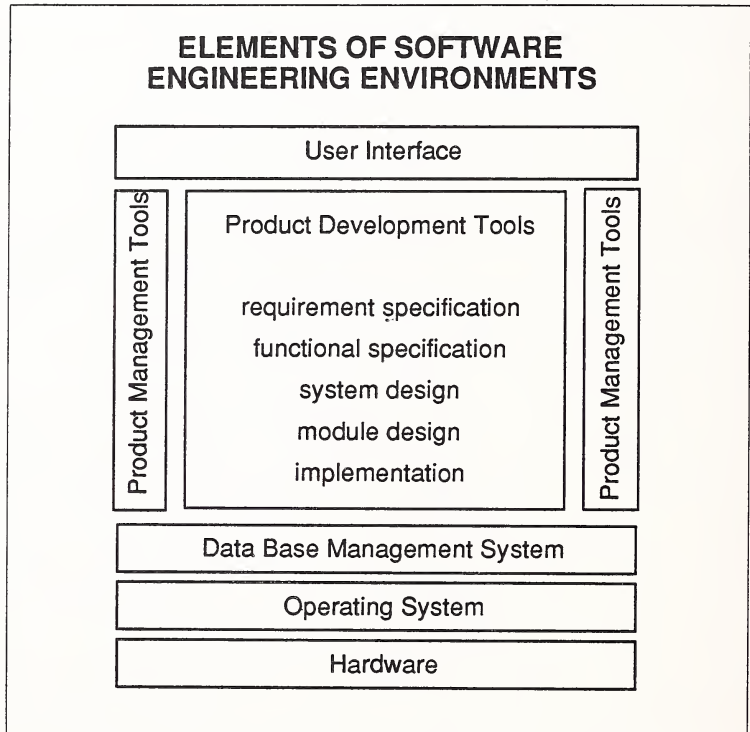 ELEMENTS OF SOFTWARE
ENGINEERING ENVIRONMENTS
User Interface
Product Management Tools
Product Development Tools
requirement specification
functional specification
system design
module design
implementation
Product Management Tools
Data Base Management System
Operating System
Hardware